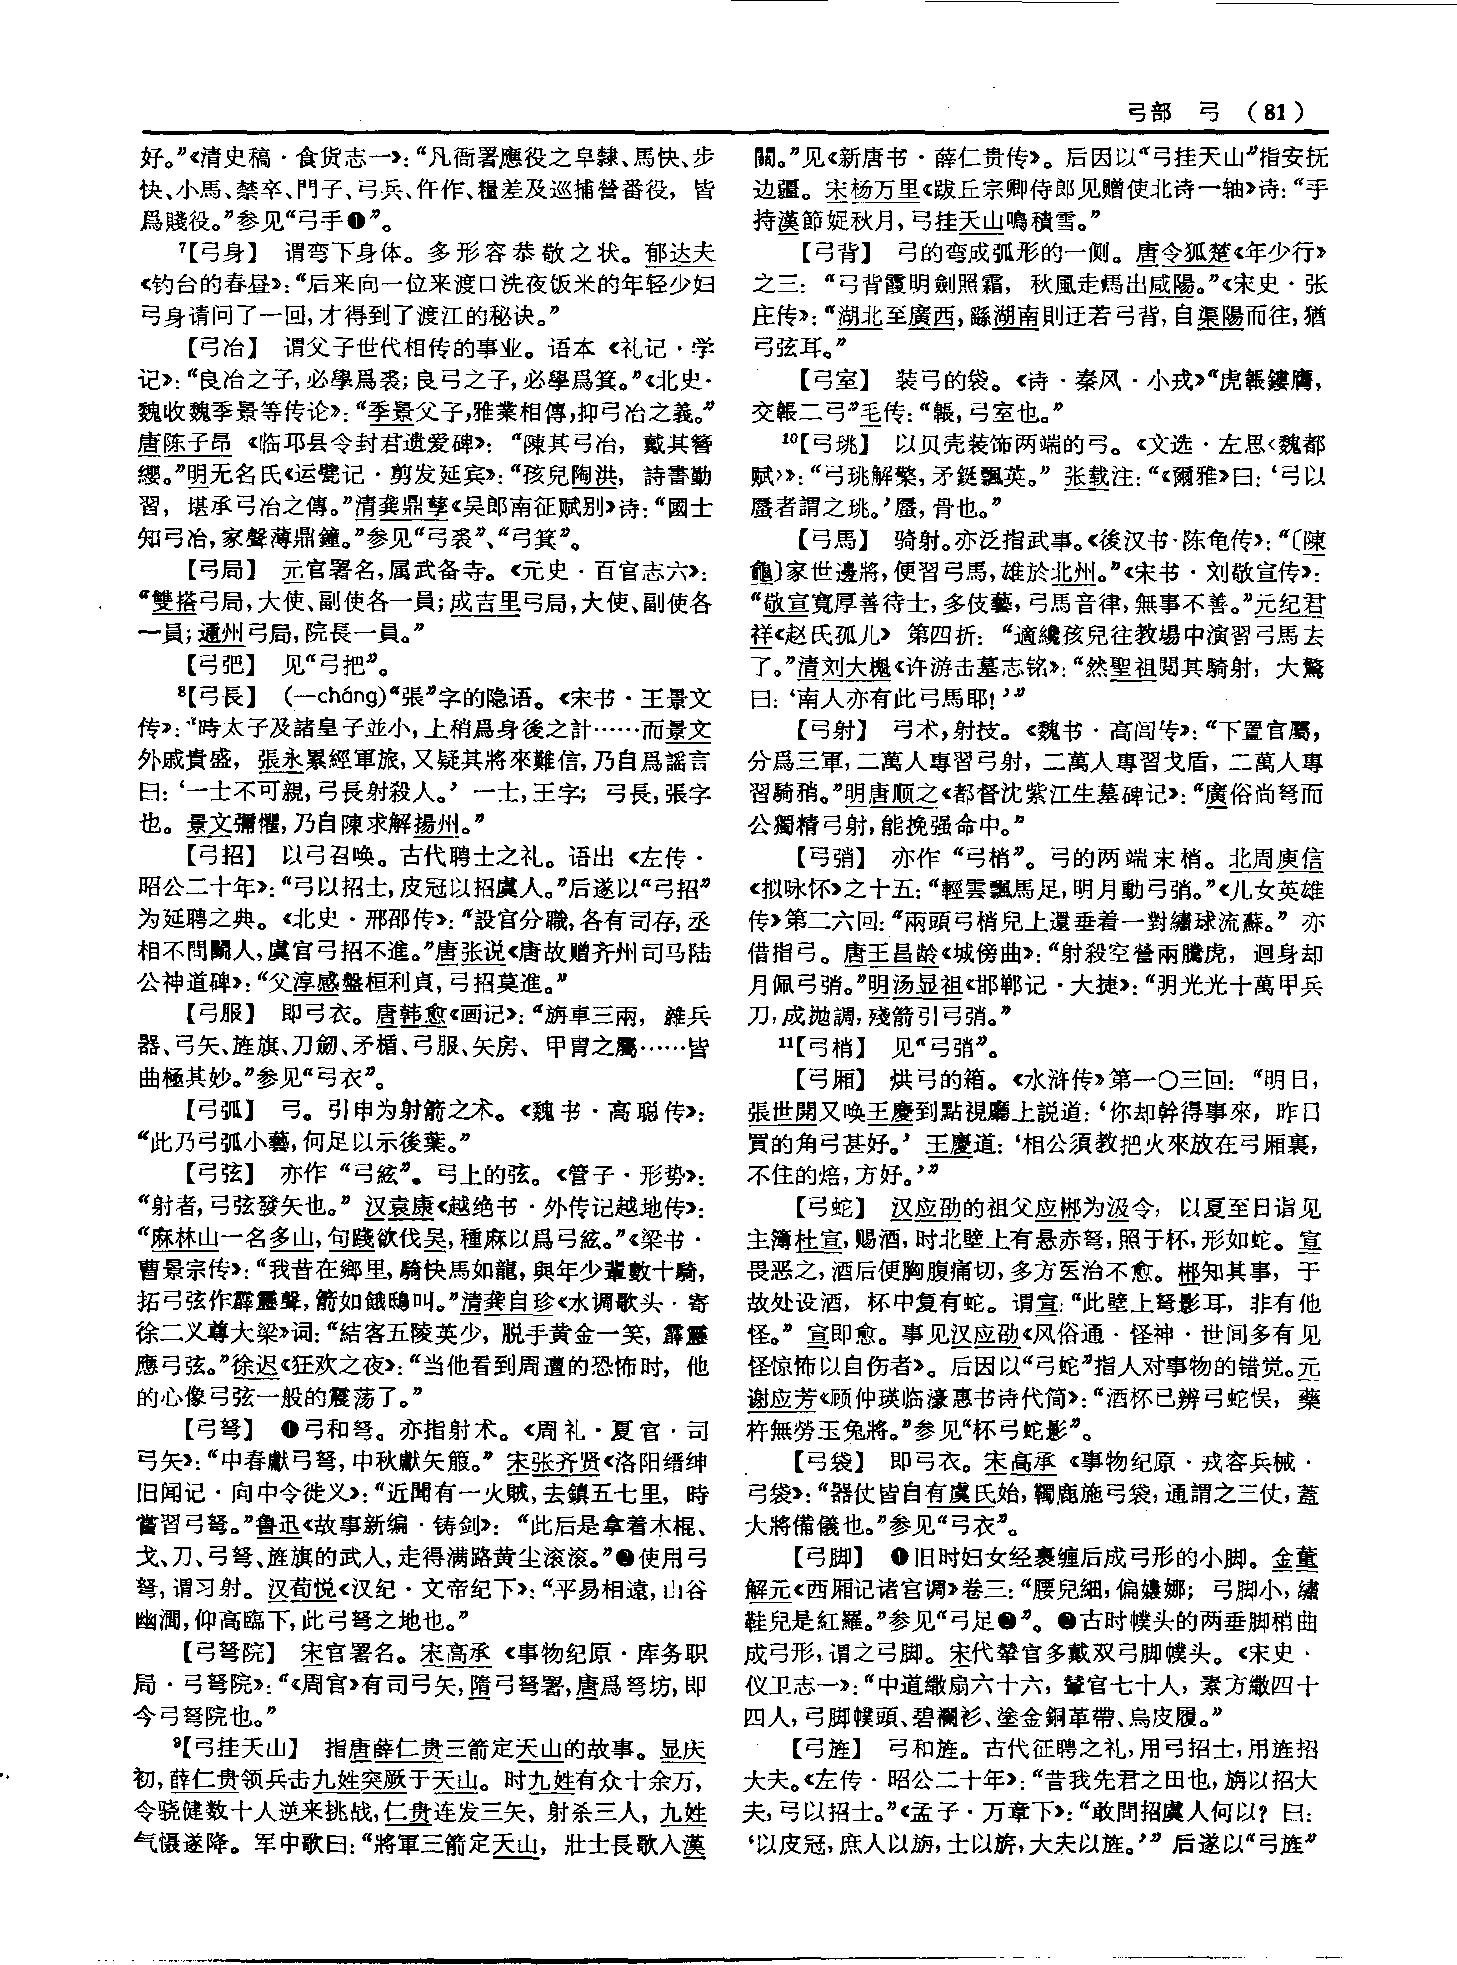 弓部　弓　（81）
好。”《清史稿·食货志一》：“凡衙署應役之皁隸、馬快、步
快、小馬、禁卒、門子、弓兵、仵作、糧差及巡捕營番役，皆
爲賤役。”参见“弓手❶”。
⁷【弓身】　谓弯下身体。多形容恭敬之状。郁达夫
《钓台的春昼》：“后来向一位来渡口洗夜饭米的年轻少妇
弓身请问了一回，才得到了渡江的秘诀。”
【弓冶】　谓父子世代相传的事业。语本《礼记·学
记》：“良冶之子，必學爲裘；良弓之子，必學爲箕。”《北史·
魏收魏季景等传论》：“季景父子，雅業相傳，抑弓冶之義。”
唐陈子昂《临邛县令封君遗爱碑》：“陳其弓冶，戴其簪
纓。”明无名氏《运甓记·剪发延宾》：“孩兒陶洪，詩書勤
習，堪承弓冶之傳。”清龚鼎孳《吴郎南征赋别》诗：“國士
知弓冶，家聲薄鼎鐘。”参见“弓裘”、“弓箕”。
【弓局】　元官署名，属武备寺。《元史·百官志六》：
“雙搭弓局，大使、副使各一員；成吉里弓局，大使、副使各
一員；通州弓局，院長一員。”
【弓弝】　见“弓把”。
⁸【弓長】　(一cháng)“張”字的隐语。《宋书·王景文
传》：“時太子及諸皇子並小，上稍爲身後之計……而景文
外戚貴盛，張永累經軍旅，又疑其將來難信，乃自爲謡言
曰：‘一士不可親，弓長射殺人。’一士，王字；弓長，張字
也。景文彌懼，乃自陳求解揚州。”
【弓招】　以弓召唤。古代聘士之礼。语出《左传·
昭公二十年》：“弓以招士，皮冠以招虞人。”后遂以“弓招”
为延聘之典。《北史·邢邵传》：“設官分職，各有司存，丞
相不問鬭人，虞官弓招不進。”唐张说《唐故赠齐州司马陆
公神道碑》：“父淳感盤桓利貞，弓招莫進。”
【弓服】　即弓衣。唐韩愈《画记》：“旃車三兩，雜兵
器、弓矢、旌旗、刀劒、矛楯、弓服、矢房、甲胄之屬……皆
曲極其妙。”参见“弓衣”。
【弓弧】　弓。引申为射箭之术。《魏书·高聪传》：
“此乃弓弧小藝，何足以示後葉。”
【弓弦】　亦作“弓絃”。弓上的弦。《管子·形势》：
“射者，弓弦發矢也。”汉袁康《越绝书·外传记越地传》：
“麻林山一名多山，句踐欲伐吴，種麻以爲弓絃。”《梁书·
曹景宗传》：“我昔在鄉里，騎快馬如龍，與年少輩數十騎，
拓弓弦作霹靂聲，箭如餓鴟叫。”清龚自珍《水调歌头·寄
徐二义尊大梁》词：“結客五陵英少，脱手黄金一笑，霹靂
應弓弦。”徐迟《狂欢之夜》：“当他看到周遭的恐怖时，他
的心像弓弦一般的震荡了。”
【弓弩】　❶弓和弩。亦指射术。《周礼·夏官·司
弓矢》：“中春獻弓弩，中秋獻矢箙。”宋张齐贤《洛阳缙绅
旧闻记·向中令徙义》：“近聞有一火賊，去鎮五七里，時
嘗習弓弩。”鲁迅《故事新编·铸剑》：“此后是拿着木棍、
戈、刀、弓弩、旌旗的武人，走得满路黄尘滚滚。”❷使用弓
弩，谓习射。汉荀悦《汉纪·文帝纪下》：“平易相遠，山谷
幽澗，仰高臨下，此弓弩之地也。”
【弓弩院】　宋官署名。宋高承《事物纪原·库务职
局·弓弩院》：“《周官》有司弓矢，隋弓弩署，唐爲弩坊，即
今弓弩院也。”
⁹【弓挂天山】　指唐薛仁贵三箭定天山的故事。显庆
初，薛仁贵领兵击九姓突厥于天山。时九姓有众十余万，
令骁健数十人逆来挑战，仁贵连发三矢，射杀三人，九姓
气慑遂降。军中歌曰：“將軍三箭定天山，壯士長歌入漢
關。”见《新唐书·薛仁贵传》。后因以“弓挂天山”指安抚
边疆。宋杨万里《跋丘宗卿侍郎见赠使北诗一轴》诗：“手
持漢節娖秋月，弓挂天山鳴積雪。”
【弓背】　弓的弯成弧形的一侧。唐令狐楚《年少行》
之三：“弓背霞明劍照霜，秋風走馬出咸陽。”《宋史·张
庄传》：“湖北至廣西，繇湖南則迂若弓背，自渠陽而往，猶
弓弦耳。”
【弓室】　装弓的袋。《诗·秦风·小戎》“虎韔鏤膺，
交韔二弓”毛传：“韔，弓室也。”
¹⁰【弓珧】　以贝壳装饰两端的弓。《文选·左思〈魏都
赋〉》：“弓珧解檠，矛鋋飄英。”张载注：“《爾雅》曰：‘弓以
蜃者謂之珧。’蜃，骨也。”
【弓馬】　骑射。亦泛指武事。《後汉书·陈龟传》：“〔陳
龜〕家世邊將，便習弓馬，雄於北州。”《宋书·刘敬宣传》：
“敬宣寬厚善待士，多伎藝，弓馬音律，無事不善。”元纪君
祥《赵氏孤儿》第四折：“適纔孩兒往教場中演習弓馬去
了。”清刘大櫆《许游击墓志铭》：“然聖祖閲其騎射，大驚
曰：‘南人亦有此弓馬耶！’”
【弓射】　弓术，射技。《魏书·高闾传》：“下置官屬，
分爲三軍，二萬人專習弓射，二萬人專習戈盾，二萬人專
習騎矟。”明唐顺之《都督沈紫江生墓碑记》：“廣俗尚弩而
公獨精弓射，能挽强命中。”
【弓弰】　亦作“弓梢”。弓的两端末梢。北周庾信
《拟咏怀》之十五：“輕雲飄馬足，明月動弓弰。”《儿女英雄
传》第二六回：“兩頭弓梢兒上還垂着一對繡球流蘇。”亦
借指弓。唐王昌龄《城傍曲》：“射殺空營兩騰虎，迴身却
月佩弓弰。”明汤显祖《邯郸记·大捷》：“明光光十萬甲兵
刀，成抛調，殘箭引弓弰。”
¹¹【弓梢】　见“弓弰”。
【弓厢】　烘弓的箱。《水浒传》第一〇三回：“明日，
張世開又唤王慶到點視廳上説道：‘你却幹得事來，昨日
買的角弓甚好。’王慶道：‘相公須教把火來放在弓厢裏，
不住的焙，方好。’”
【弓蛇】　汉应劭的祖父应郴为汲令，以夏至日诣见
主簿杜宣，赐酒，时北壁上有悬赤弩，照于杯，形如蛇。宣
畏恶之，酒后便胸腹痛切，多方医治不愈。郴知其事，于
故处设酒，杯中复有蛇。谓宣：“此壁上弩影耳，非有他
怪。”宣即愈。事见汉应劭《风俗通·怪神·世间多有见
怪惊怖以自伤者》。后因以“弓蛇”指人对事物的错觉。元
谢应芳《顾仲瑛临濠惠书诗代简》：“酒杯已辨弓蛇悮，藥
杵無勞玉兔將。”参见“杯弓蛇影”。
【弓袋】　即弓衣。宋高承《事物纪原·戎容兵械·
弓袋》：“器仗皆自有虞氏始，鞨鹿施弓袋，通謂之三仗，蓋
大將備儀也。”参见“弓衣”。
【弓脚】　❶旧时妇女经裹缠后成弓形的小脚。金董
解元《西厢记诸宫调》卷三：“腰兒細，偏孃娜；弓脚小，繡
鞋兒是紅羅。”参见“弓足❷”。❷古时幞头的两垂脚梢曲
成弓形，谓之弓脚。宋代辇官多戴双弓脚幞头。《宋史·
仪卫志一》：“中道繖扇六十六，輦官七十人，素方繖四十
四人，弓脚幞頭、碧襴衫、塗金銅革帶、烏皮履。”
【弓旌】　弓和旌。古代征聘之礼，用弓招士，用旌招
大夫。《左传·昭公二十年》：“昔我先君之田也，旃以招大
夫，弓以招士。”《孟子·万章下》：“敢問招虞人何以？曰：
‘以皮冠，庶人以旃，士以旂，大夫以旌。’”后遂以“弓旌”